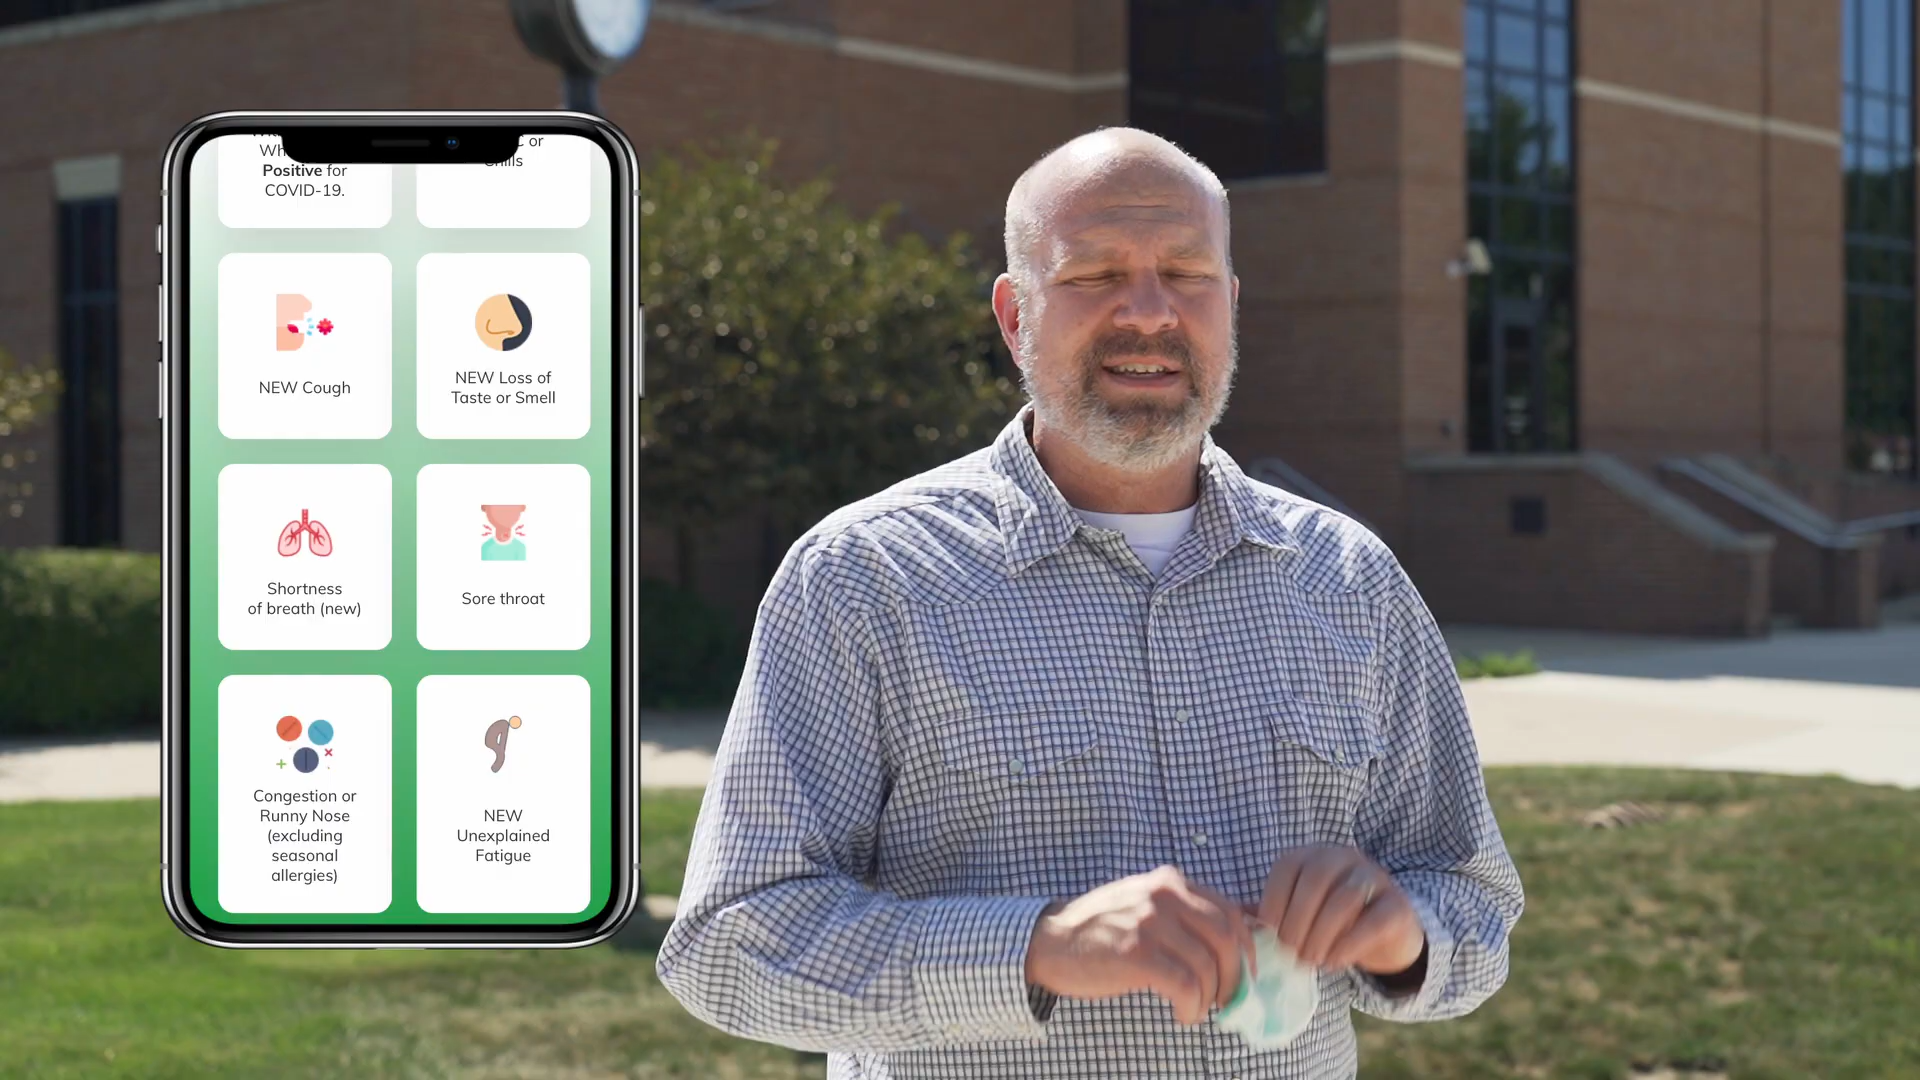 Positive for
COVID-19.
or
NEW Cough
NEW Loss of
Taste or Smell
Shortness
of breath (new)
Sore throat
Congestion or
Runny Nose
(excluding
seasonal
allergies)
NEW
Unexplained
Fatigue